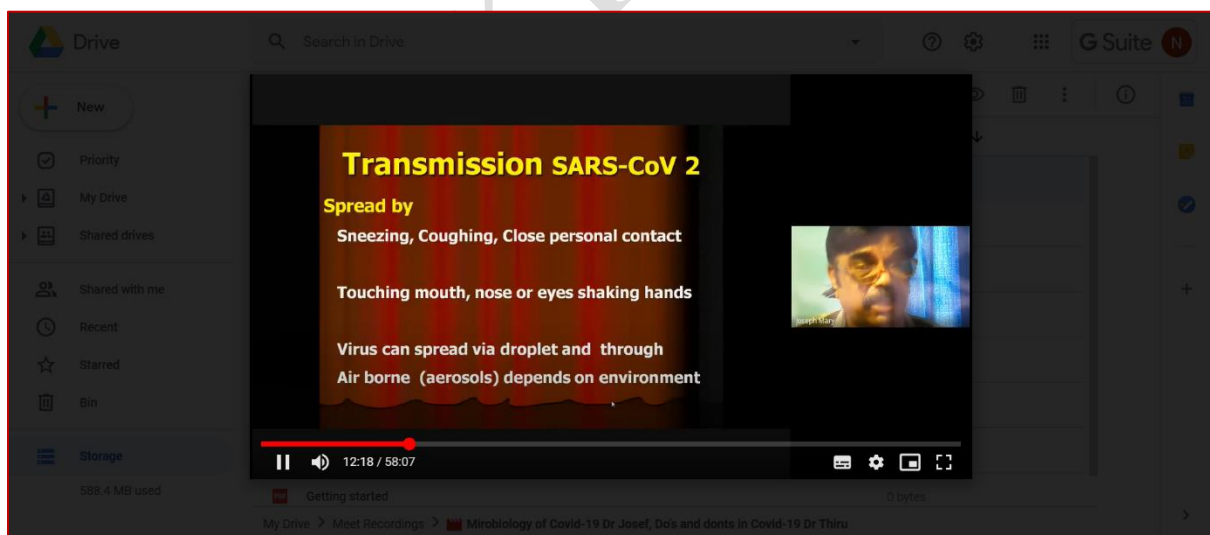 Drive
Search in Drive
G Suite
N
New
Priority
My Drive
Shared drives
Shared with me
Recent
Starred
Bin
Storage
588.4 MB used
Transmission SARS-CoV 2
Spread by
Sneezing, Coughing, Close personal contact
Touching mouth, nose or eyes shaking hands
Virus can spread via droplet and through
Air borne (aerosols) depends on environment
Joseph Mary
12:18 / 58:07
PDF
Getting started
0 bytes
My Drive > Meet Recordings > Mirobiology of Covid-19 Dr Josef, Do's and donts in Covid-19 Dr Thiru